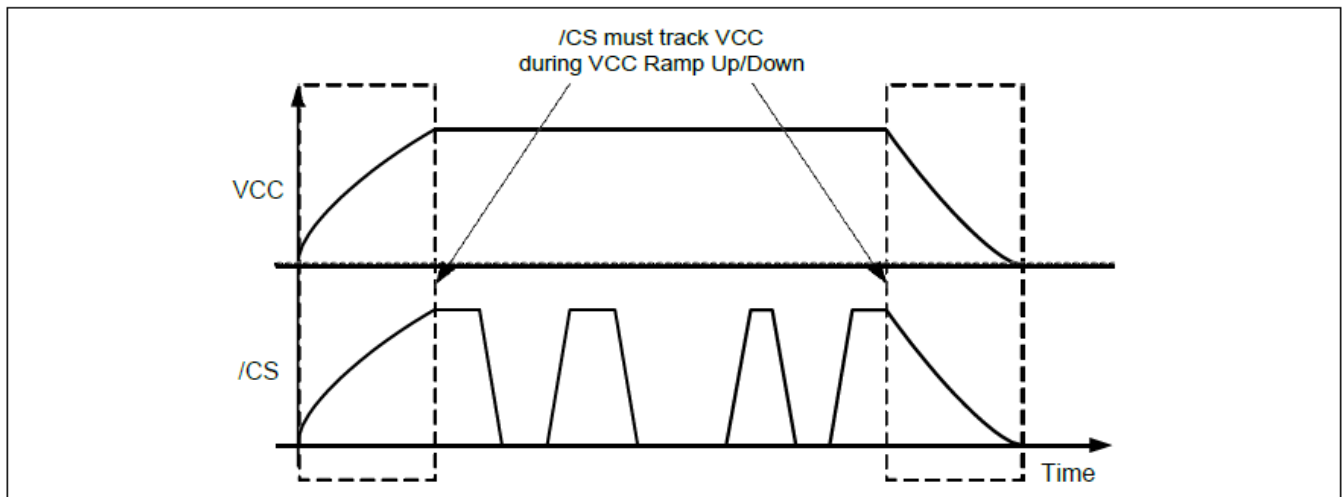 /CS must track VCC
during VCC Ramp Up/Down
VCC
/CS
Time